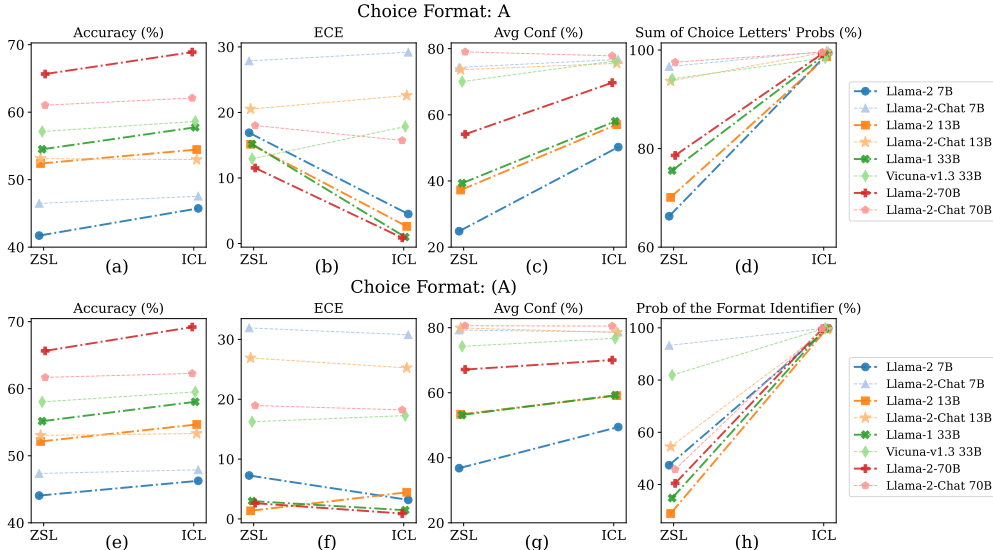 Choice Format: A
Accuracy (%)
ECE
Avg Conf (%)
Sum of Choice Letters' Probs (%)
70
60
50
40
ZSL
ICL
(a)
30
20
10
0
ZSL
ICL
(b)
80
60
40
20
ZSL
ICL
(c)
100
80
60
ZSL
ICL
(d)
Llama-2 7B
Llama-2-Chat 7B
Llama-2 13B
Llama-2-Chat 13B
Llama-1 33B
Vicuna-v1.3 33B
Llama-2-70B
Llama-2-Chat 70B
Choice Format: (A)
Accuracy (%)
ECE
Avg Conf (%)
Prob of the Format Identifier (%)
70
60
50
40
ZSL
ICL
(e)
30
20
10
0
ZSL
ICL
(f)
80
60
40
20
ZSL
ICL
(g)
100
80
60
40
ZSL
ICL
(h)
Llama-2 7B
Llama-2-Chat 7B
Llama-2 13B
Llama-2-Chat 13B
Llama-1 33B
Vicuna-v1.3 33B
Llama-2-70B
Llama-2-Chat 70B